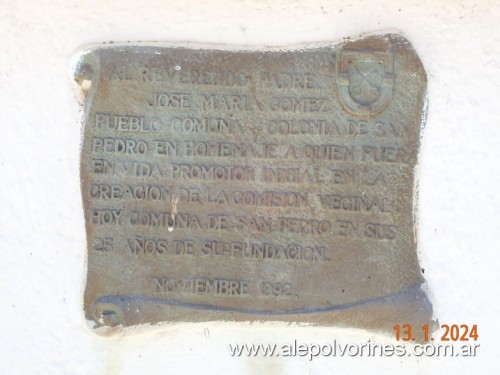 AL REVERENDO PADRE
JOSE MARIA GOMEZ
PUEBLO COMUNA Y COLONIA DE SAN
PEDRO EN HOMENAJE A QUIEN FUERA
EN VIDA PROMOTOR INICIAL EN LA
CREACION DE LA COMISION VECINAL
HOY COMUNA DE SAN PEDRO EN SUS
25 AÑOS DE SU FUNDACION.
NOVIEMBRE 1992.
13.1.2024
www.alepolvorines.com.ar